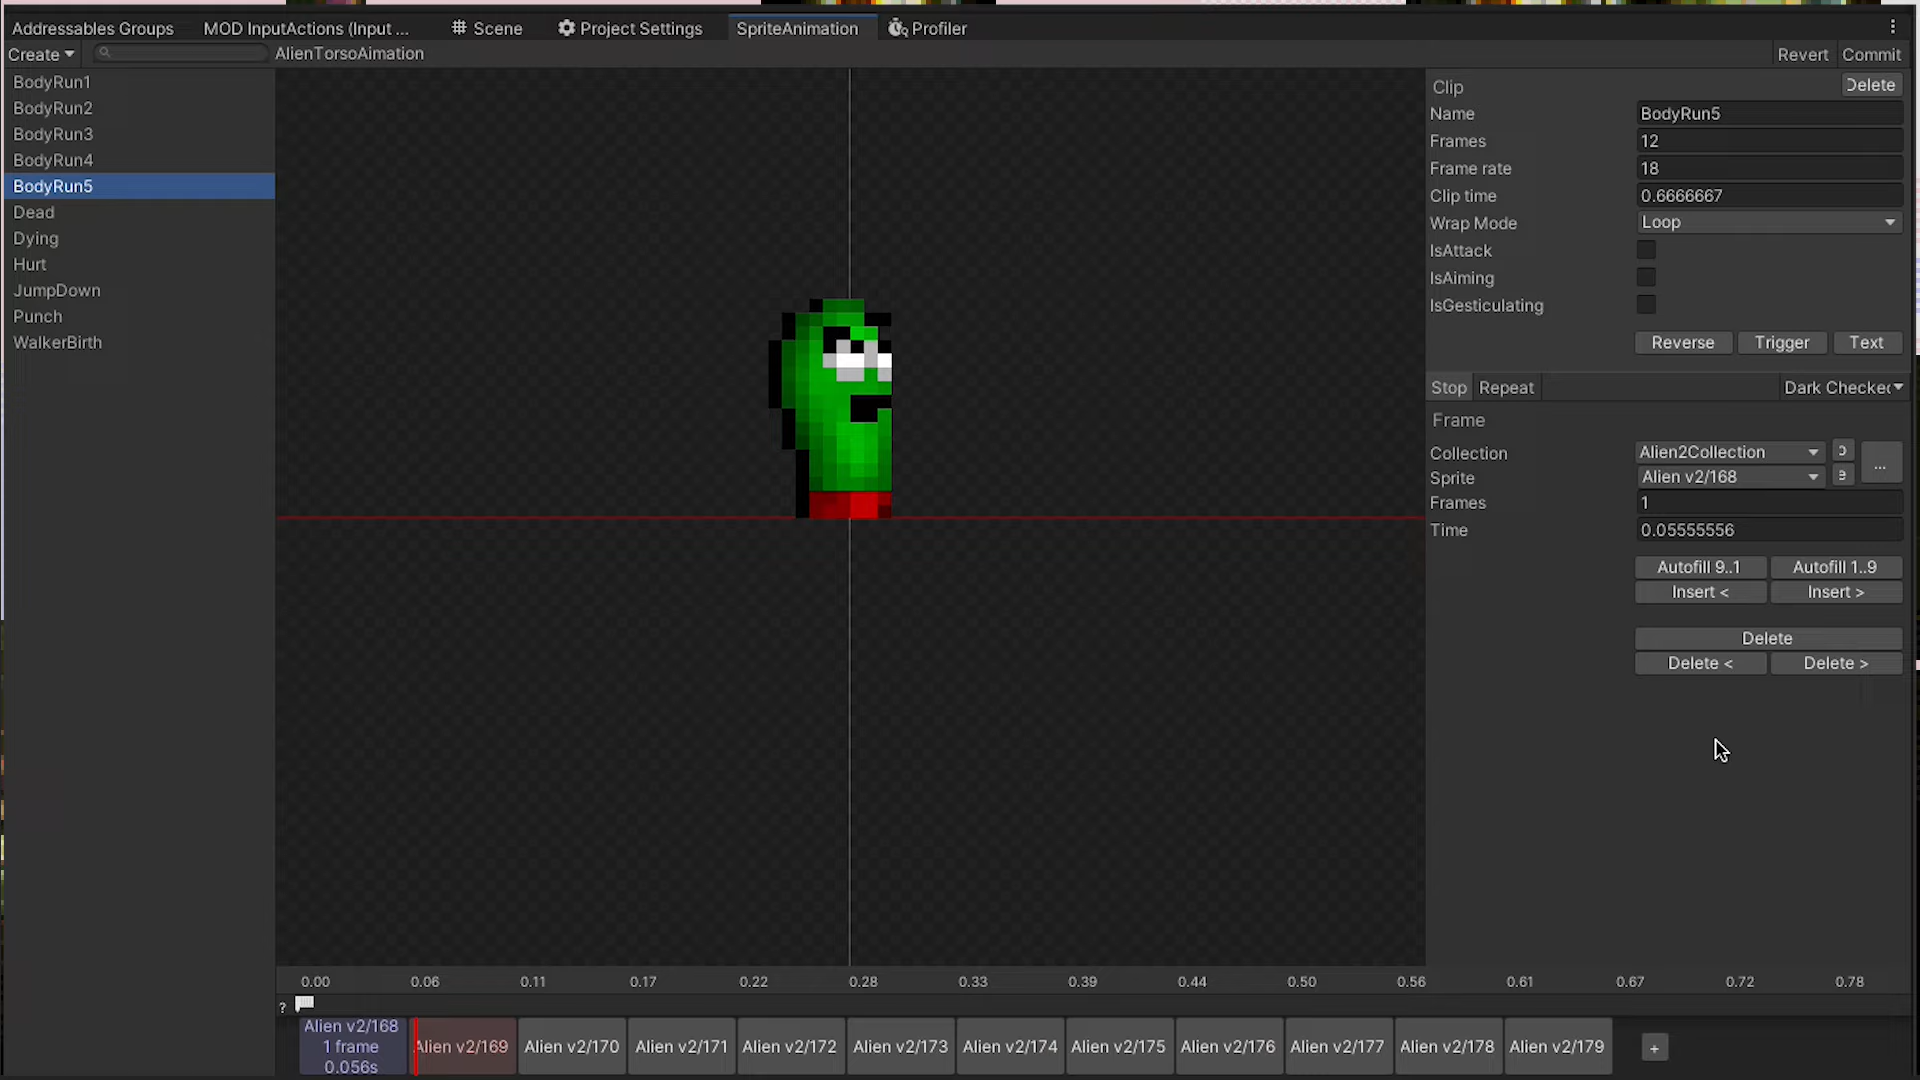 Addressables Groups MOD InputActions (Input ... Scene Project Settings SpriteAnimation Profiler
Create AlienTorsoAimation Revert Commit
BodyRun1
BodyRun2
BodyRun3
BodyRun4
BodyRun5
Dead
Dying
Hurt
JumpDown
Punch
WalkerBirth
Clip Delete
Name BodyRun5
Frames 12
Frame rate 18
Clip time 0.6666667
Wrap Mode Loop
IsAttack
IsAiming
IsGesticulating
Reverse Trigger Text
Stop Repeat Dark Checker
Frame
Collection Alien2Collection
...
Sprite Alien v2/168
Frames 1
Time 0.05555556
Autofill 9..1 Autofill 1..9
Insert < Insert >
Delete
Delete < Delete >
0.00 0.06 0.11 0.17 0.22 0.28 0.33 0.39 0.44 0.50 0.56 0.61 0.67 0.72 0.78
?
Alien v2/168
1 frame
0.056s
Alien v2/169 Alien v2/170 Alien v2/171 Alien v2/172 Alien v2/173 Alien v2/174 Alien v2/175 Alien v2/176 Alien v2/177 Alien v2/178 Alien v2/179 +